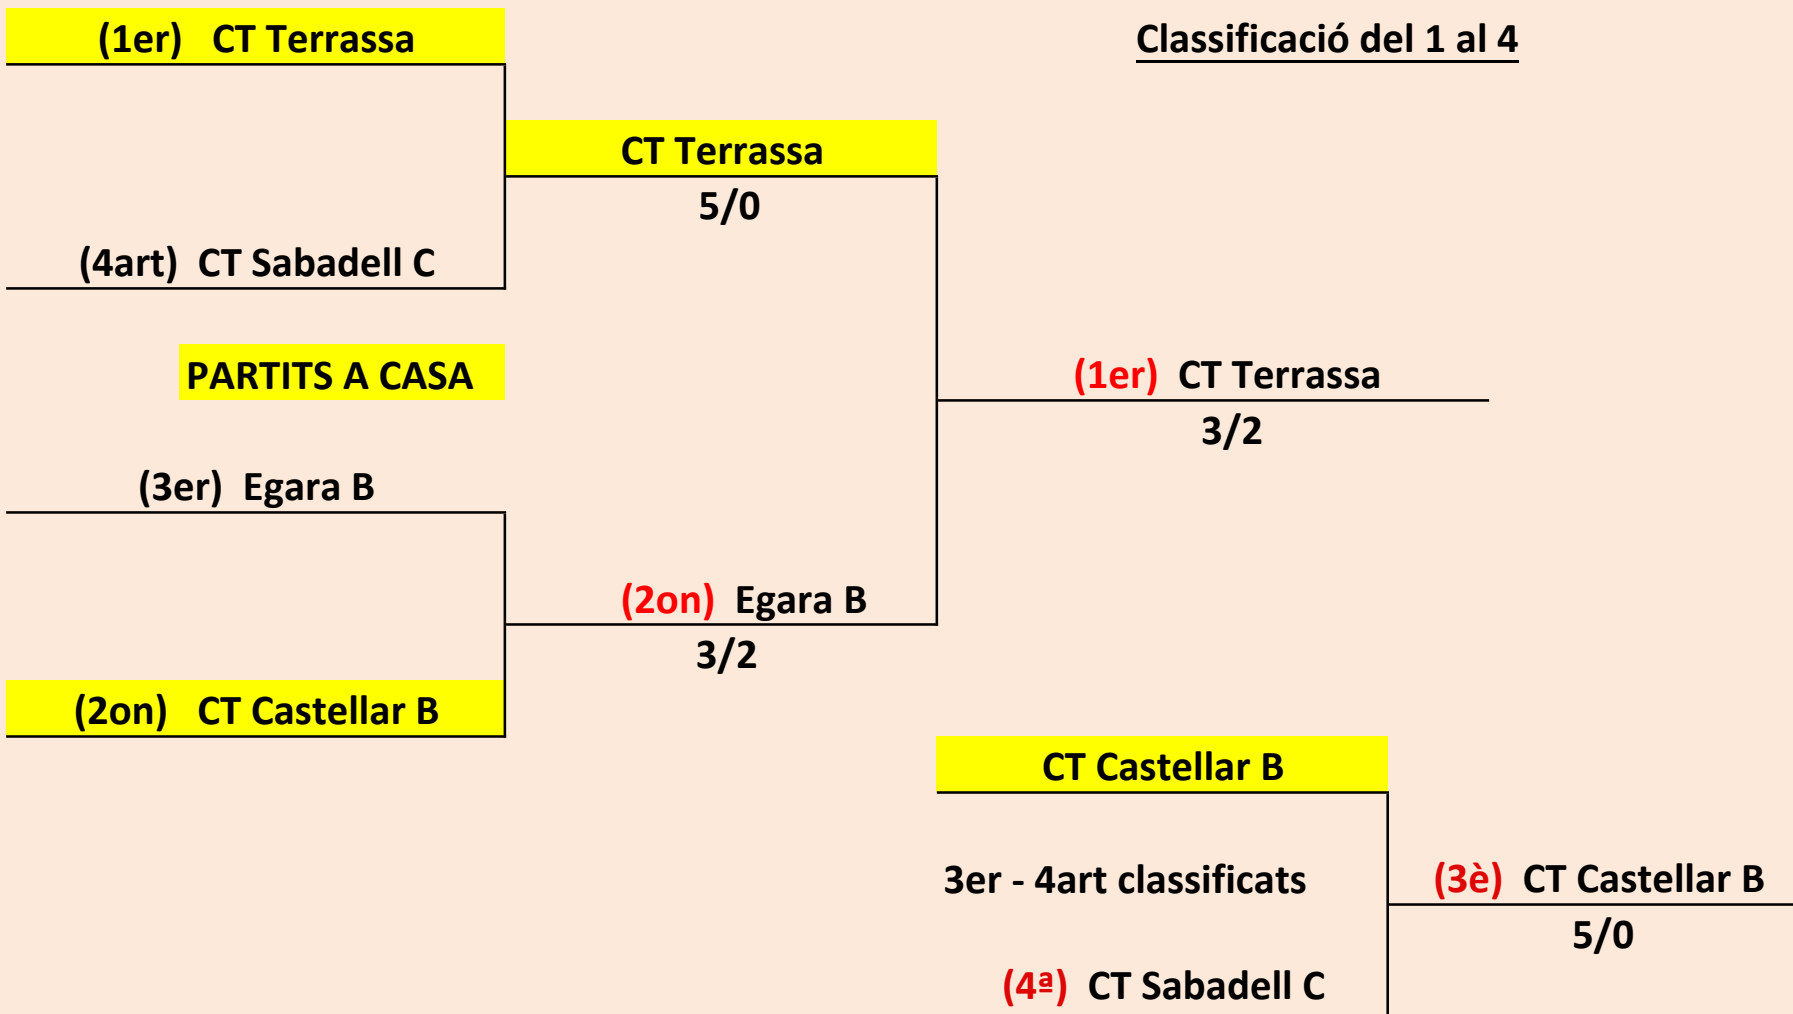 (1er) CT Terrassa
Classificació del 1 al 4
CT Terrassa
5/0
(4art) CT Sabadell C
PARTITS A CASA
(1er) CT Terrassa
3/2
(3er) Egara B
(2on) Egara B
3/2
(2on) CT Castellar B
CT Castellar B
3er - 4art classificats
(3è) CT Castellar B
5/0
(4ª) CT Sabadell C